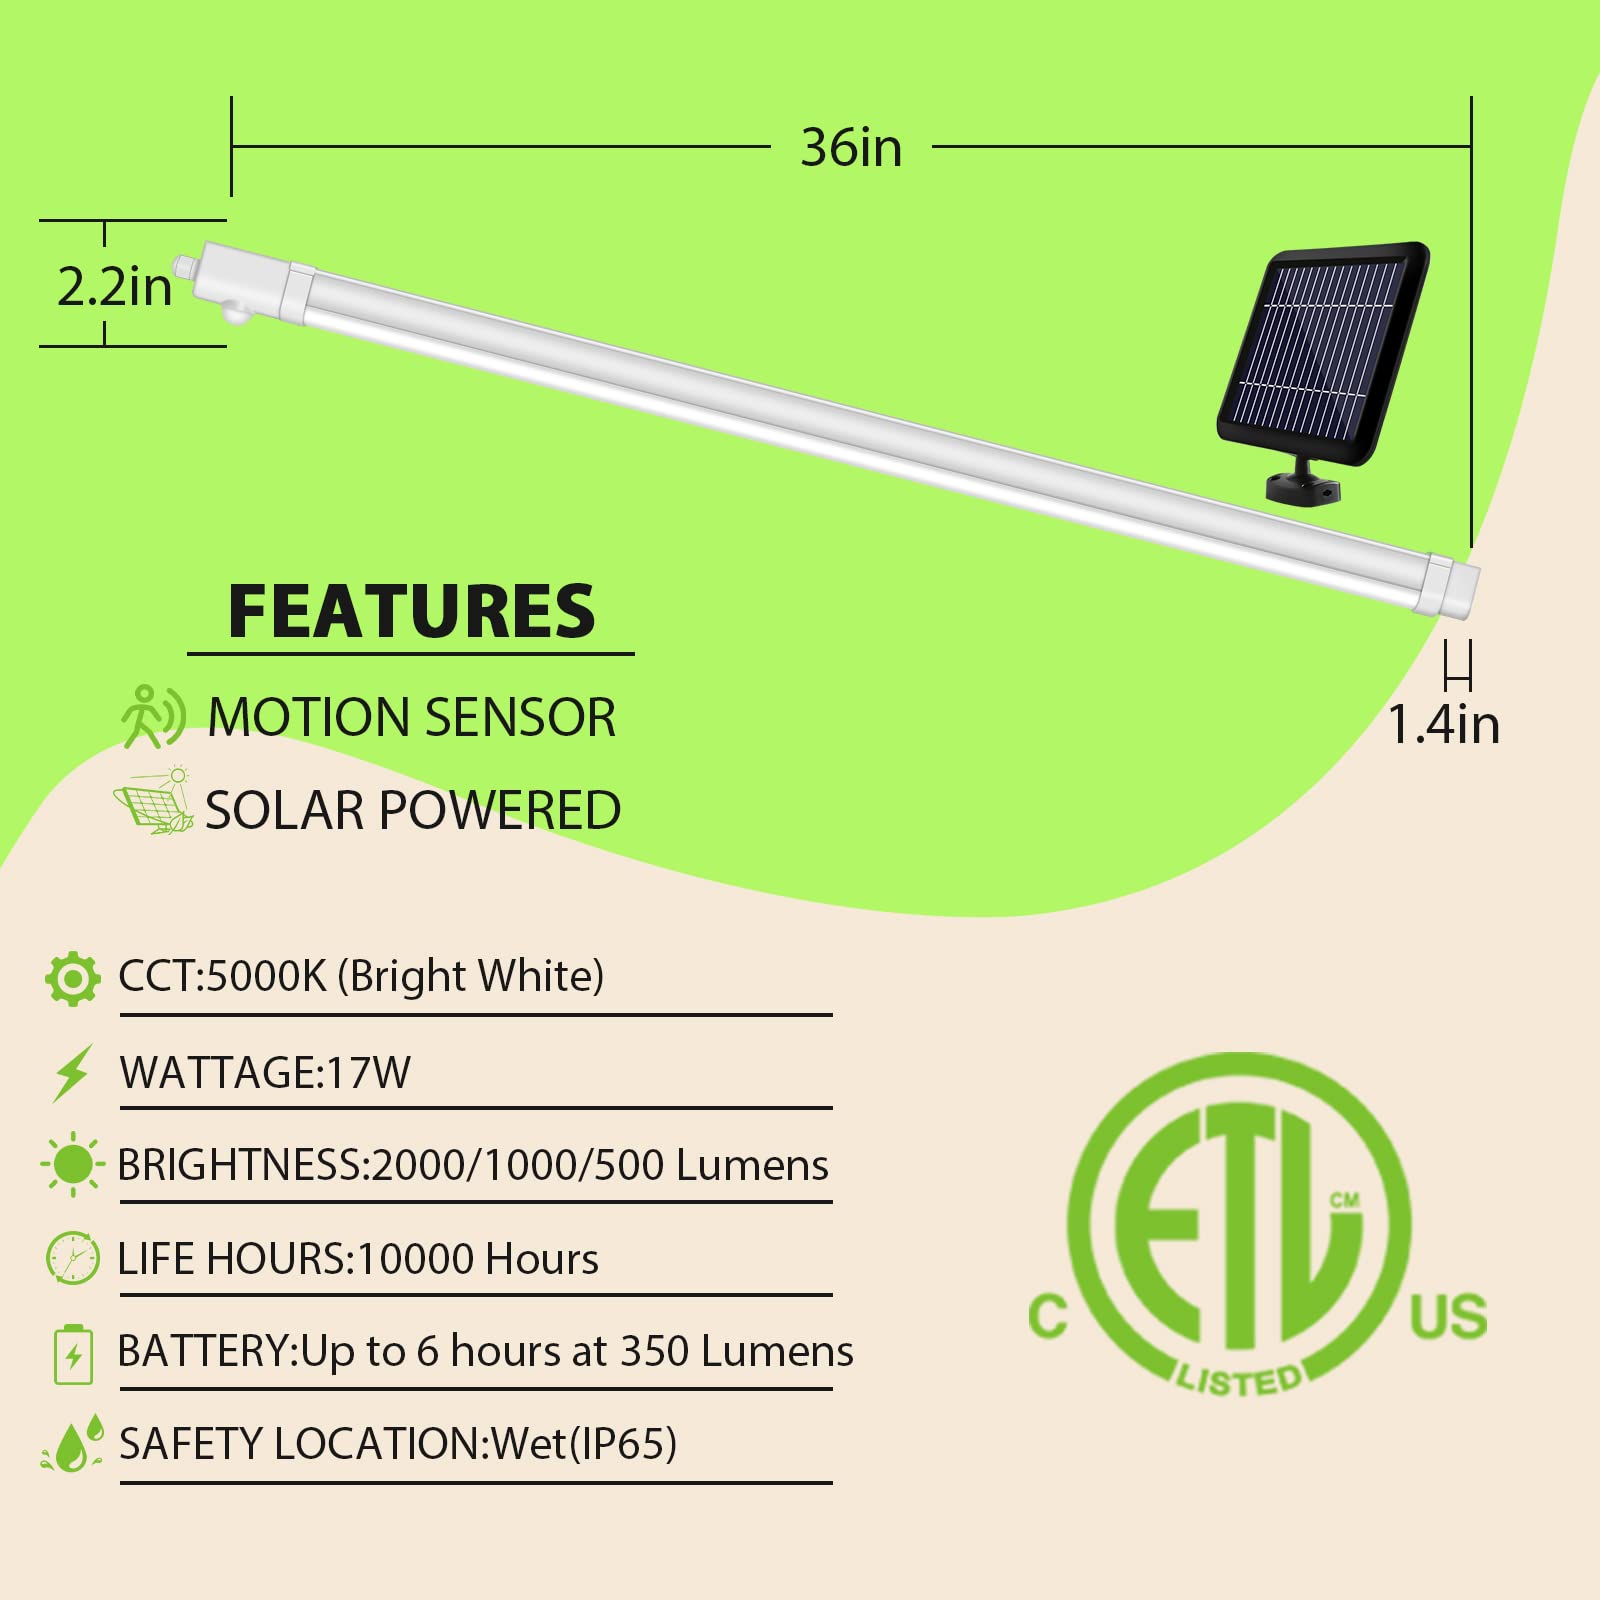 36in
2.2in
FEATURES
MOTION SENSOR
1.4in
SOLAR POWERED
CCT:5000K (Bright White)
WATTAGE:17W
BRIGHTNESS:2000/1000/500 Lumens
LIFE HOURS:10000 Hours
BATTERY:Up to 6 hours at 350 Lumens
SAFETY LOCATION:Wet(IP65)
ETL
CM
C
US
LISTED